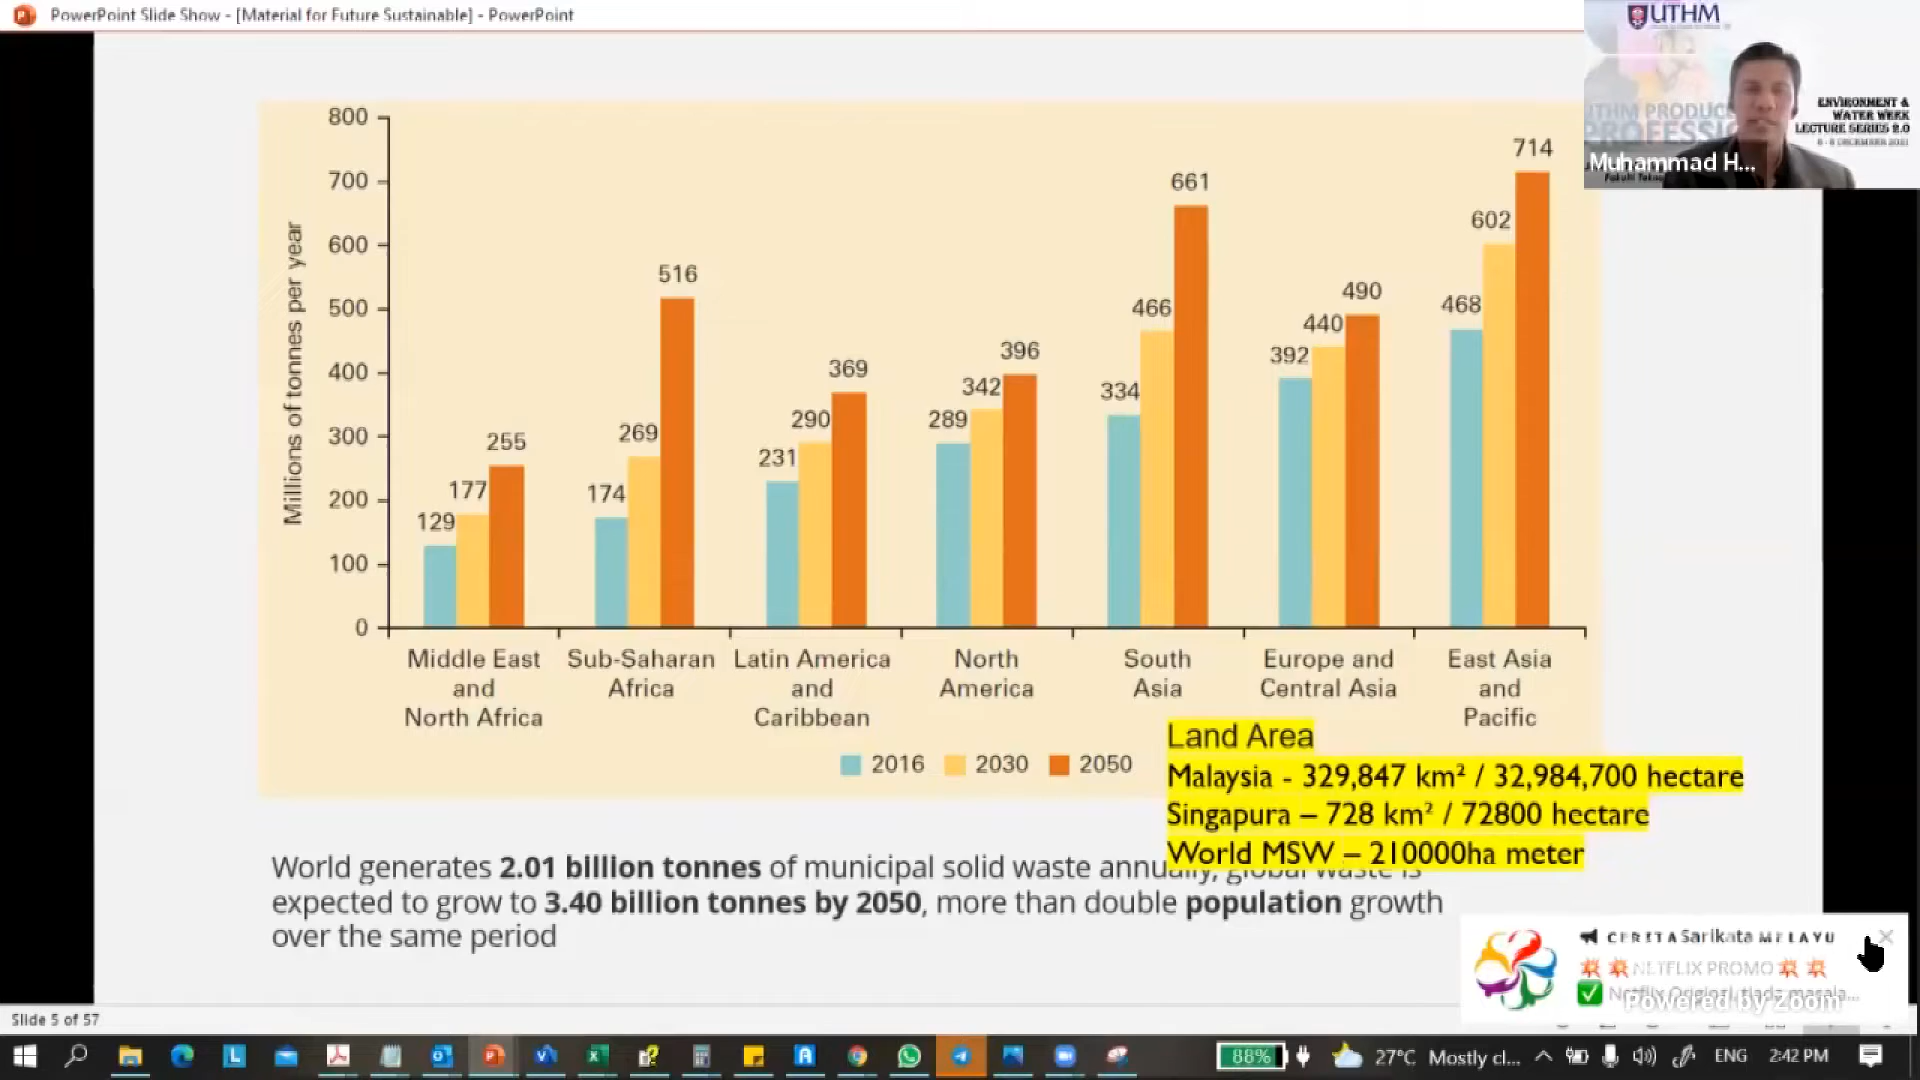 PowerPoint Slide Show - [Material for Future Sustainable] - PowerPoint
UTHM
UTHM PRODUC
PROFESSI
ENVIRONMENT &
WATER WEEK
LECTURE SERIES 2.0
Muhammad H...
Millions of tonnes per year
800
700
600
500
400
300
200
100
0
129 177 255
174 269 516
231 290 369
289 342 396
334 466 661
392 440 490
468 602 714
Middle East
and
North Africa
Sub-Saharan
Africa
Latin America
and
Caribbean
North
America
South
Asia
Europe and
Central Asia
East Asia
and
Pacific
2016 2030 2050
Land Area
Malaysia - 329,847 km² / 32,984,700 hectare
Singapura – 728 km² / 72800 hectare
World MSW – 210000ha meter
World generates 2.01 billion tonnes of municipal solid waste annually, global waste is
expected to grow to 3.40 billion tonnes by 2050, more than double population growth
over the same period
CERITA Sarikata MELAYU
NETFLIX PROMO
Powered by Zoom
Slide 5 of 57
88% 27°C Mostly cl... ENG 2:42 PM